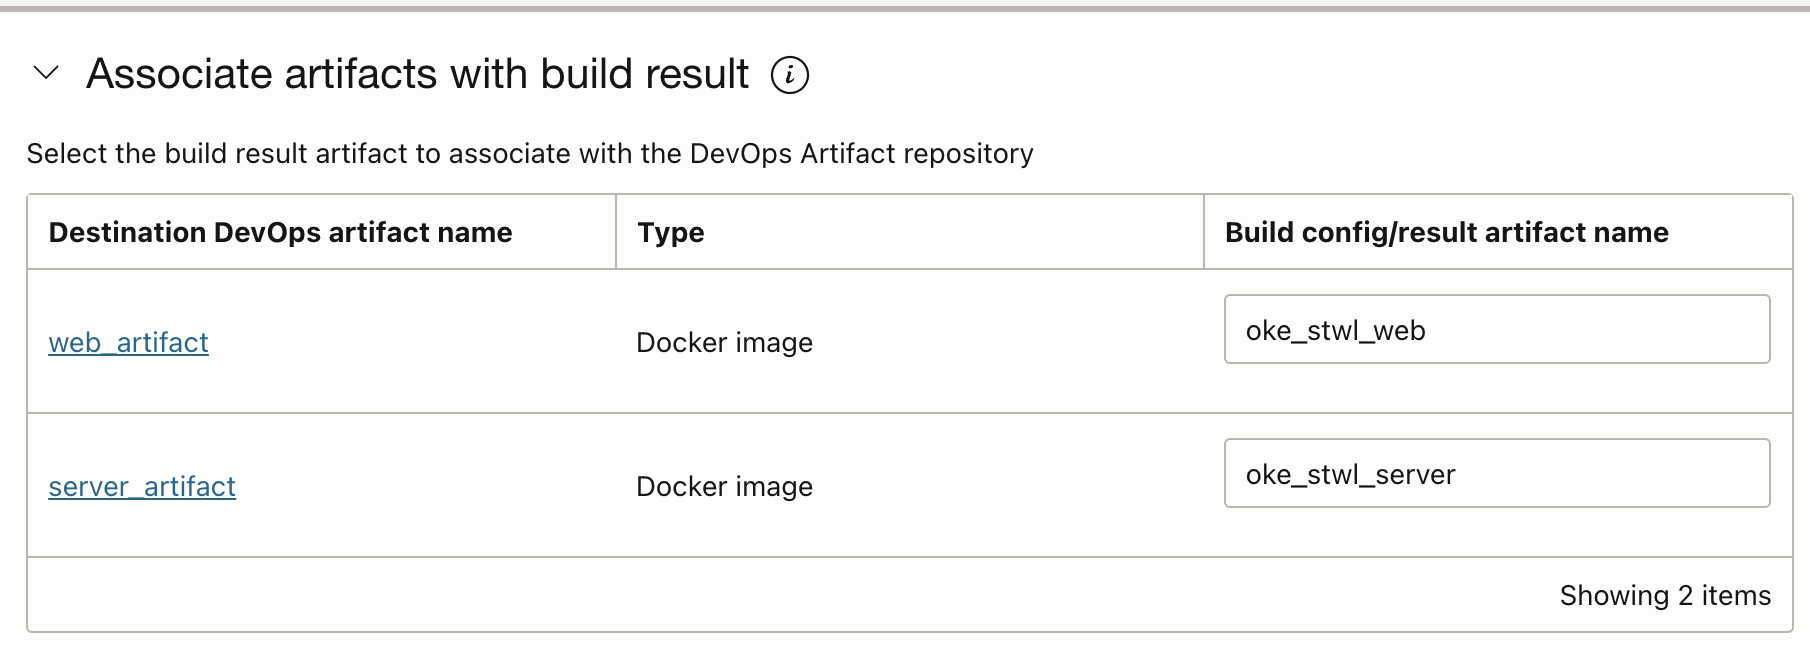 Associate artifacts with build result i
Select the build result artifact to associate with the DevOps Artifact repository
Destination DevOps artifact name Type Build config/result artifact name
web_artifact Docker image oke_stwl_web
server_artifact Docker image oke_stwl_server
Showing 2 items